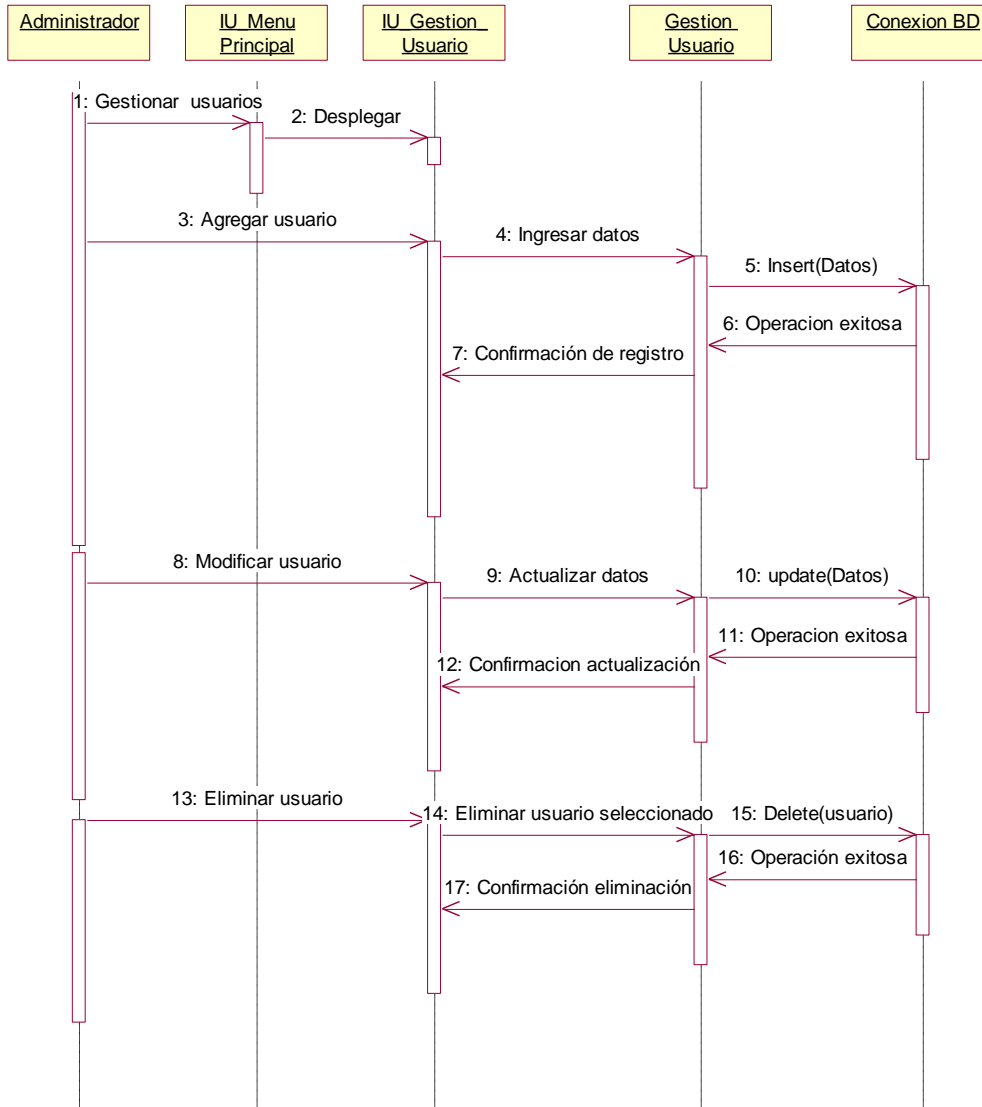 Administrador
IU_Menu
Principal
IU_Gestion_
Usuario
Gestion
Usuario
Conexion BD
1: Gestionar usuarios
2: Desplegar
3: Agregar usuario
4: Ingresar datos
5: Insert(Datos)
6: Operacion exitosa
7: Confirmación de registro
8: Modificar usuario
9: Actualizar datos
10: update(Datos)
11: Operacion exitosa
12: Confirmacion actualización
13: Eliminar usuario
14: Eliminar usuario seleccionado
15: Delete(usuario)
16: Operación exitosa
17: Confirmación eliminación